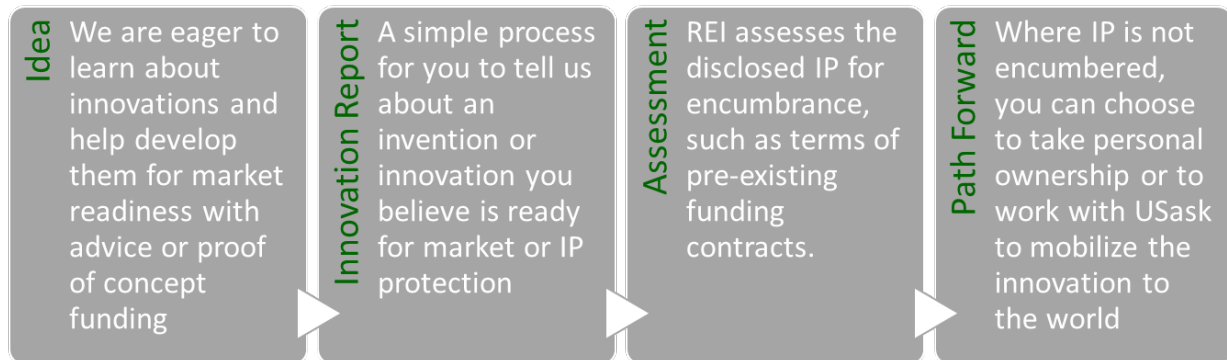 Idea
We are eager to
learn about
innovations and
help develop
them for market
readiness with
advice or proof
of concept
funding
Innovation Report
A simple process
for you to tell us
about an
invention or
innovation you
believe is ready
for market or IP
protection
Assessment
REI assesses the
disclosed IP for
encumbrance,
such as terms of
pre-existing
funding
contracts.
Path Forward
Where IP is not
encumbered,
you can choose
to take personal
ownership or to
work with USask
to mobilize the
innovation to
the world